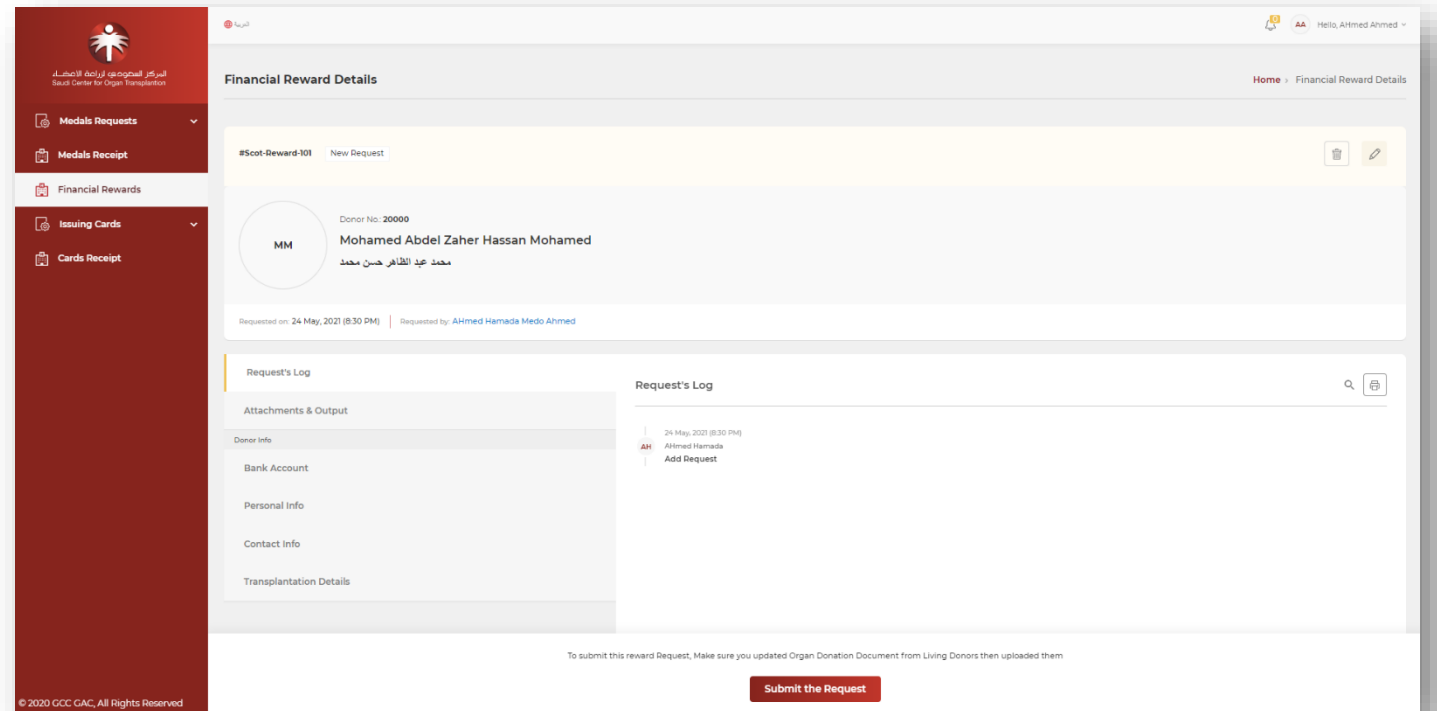 العربية
0
AA Hello, AHmed Ahmed
المركز السعودي لزراعة الأعضاء
Saudi Center for Organ Transplantion
Medals Requests
Medals Receipt
Financial Rewards
Issuing Cards
Cards Receipt
© 2020 GCC GAC, All Rights Reserved
Financial Reward Details
Home › Financial Reward Details
#Scot-Reward-101 New Request
MM
Donor No.: 20000
Mohamed Abdel Zaher Hassan Mohamed
محمد عبد الظاهر حسن محمد
Requested on: 24 May, 2021 (8:30 PM) Requested by: AHmed Hamada Medo Ahmed
Request's Log
Attachments & Output
Donor Info
Bank Account
Personal Info
Contact Info
Transplantation Details
Request's Log
24 May, 2021 (8:30 PM)
AH AHmed Hamada
Add Request
To submit this reward Request, Make sure you updated Organ Donation Document from Living Donors then uploaded them
Submit the Request